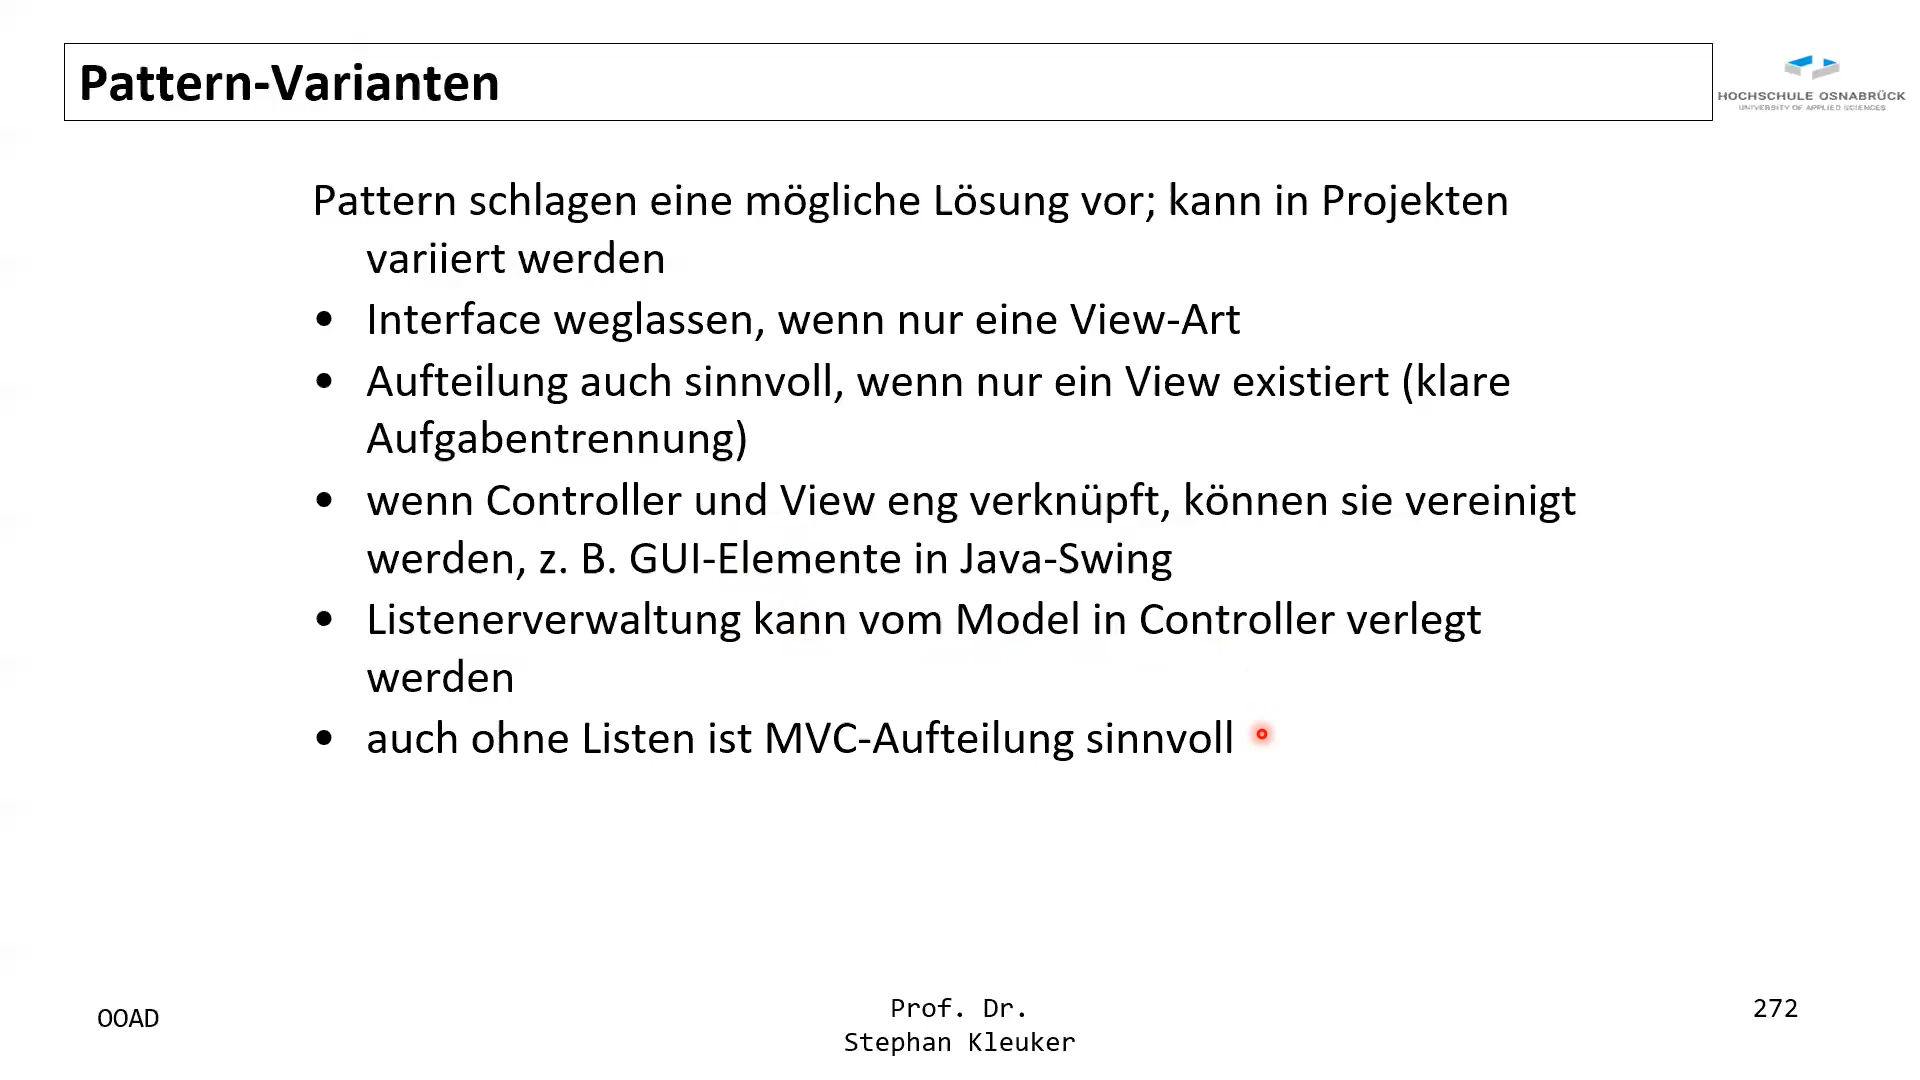 Pattern-Varianten
HOCHSCHULE OSNABRÜCK
UNIVERSITY OF APPLIED SCIENCES
Pattern schlagen eine mögliche Lösung vor; kann in Projekten
variiert werden
• Interface weglassen, wenn nur eine View-Art
• Aufteilung auch sinnvoll, wenn nur ein View existiert (klare
Aufgabentrennung)
• wenn Controller und View eng verknüpft, können sie vereinigt
werden, z. B. GUI-Elemente in Java-Swing
• Listenerverwaltung kann vom Model in Controller verlegt
werden
• auch ohne Listen ist MVC-Aufteilung sinnvoll
OOAD
Prof. Dr.
Stephan Kleuker
272